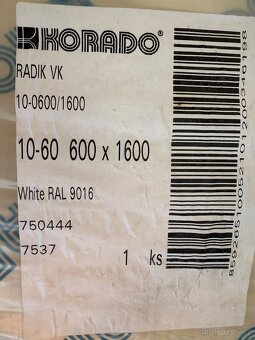 KORADO®
RADIK VK
10-0600/1600
10-60 600 x 1600
White RAL 9016
750444
7537 1 ks